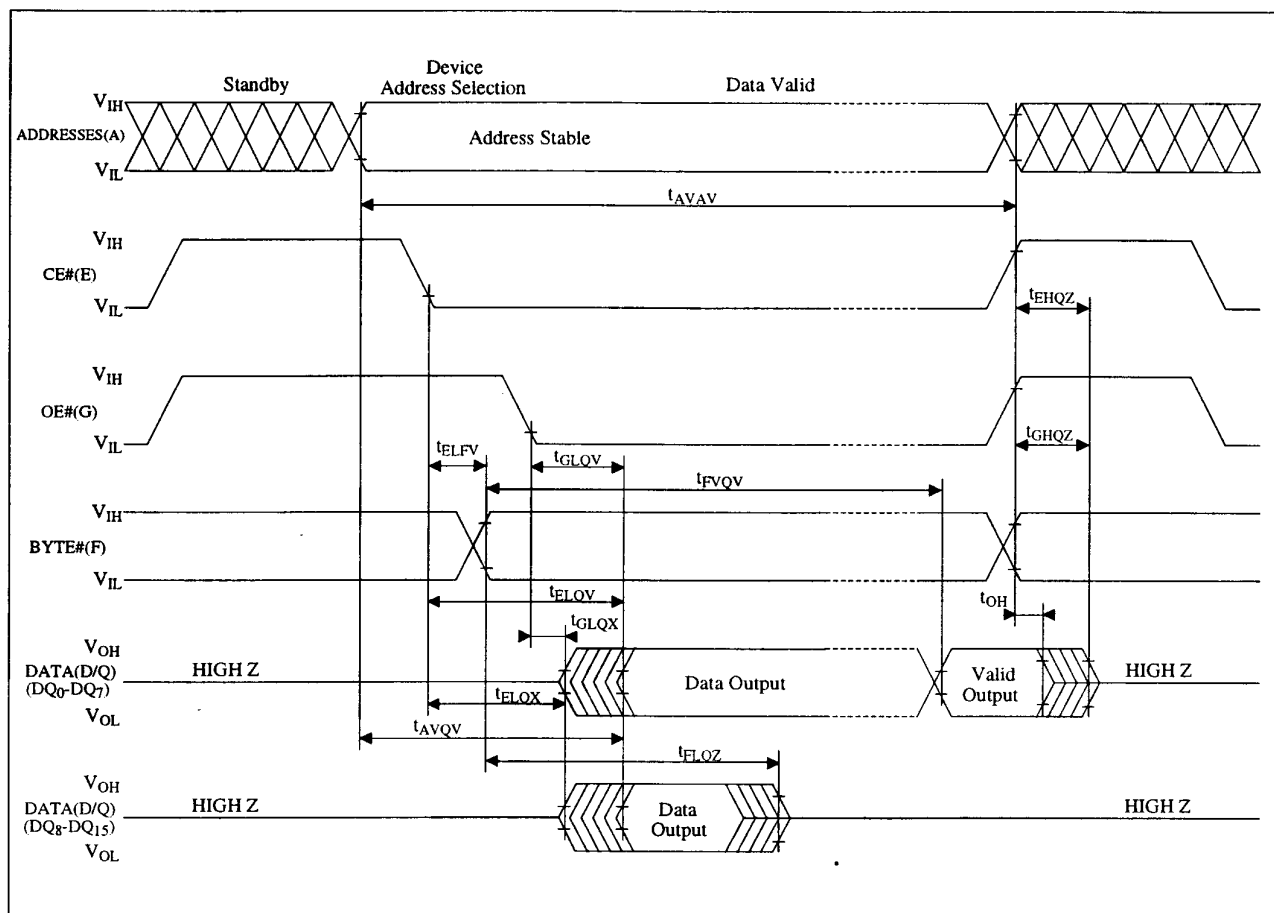 Standby
Device
Address Selection
Data Valid
VIH
ADDRESSES(A)
VIL
Address Stable
tAVAV
VIH
CE#(E)
VIL
tEHQZ
VIH
OE#(G)
VIL
tELFV
tGLQV
tGHQZ
tFVQV
VIH
BYTE#(F)
VIL
tELQV
tGLQX
tOH
VOH
DATA(D/Q)
(DQ0-DQ7)
VOL
HIGH Z
Data Output
Valid
Output
HIGH Z
tELQX
tAVQV
tFLQZ
VOH
DATA(D/Q)
(DQ8-DQ15)
VOL
HIGH Z
Data
Output
HIGH Z